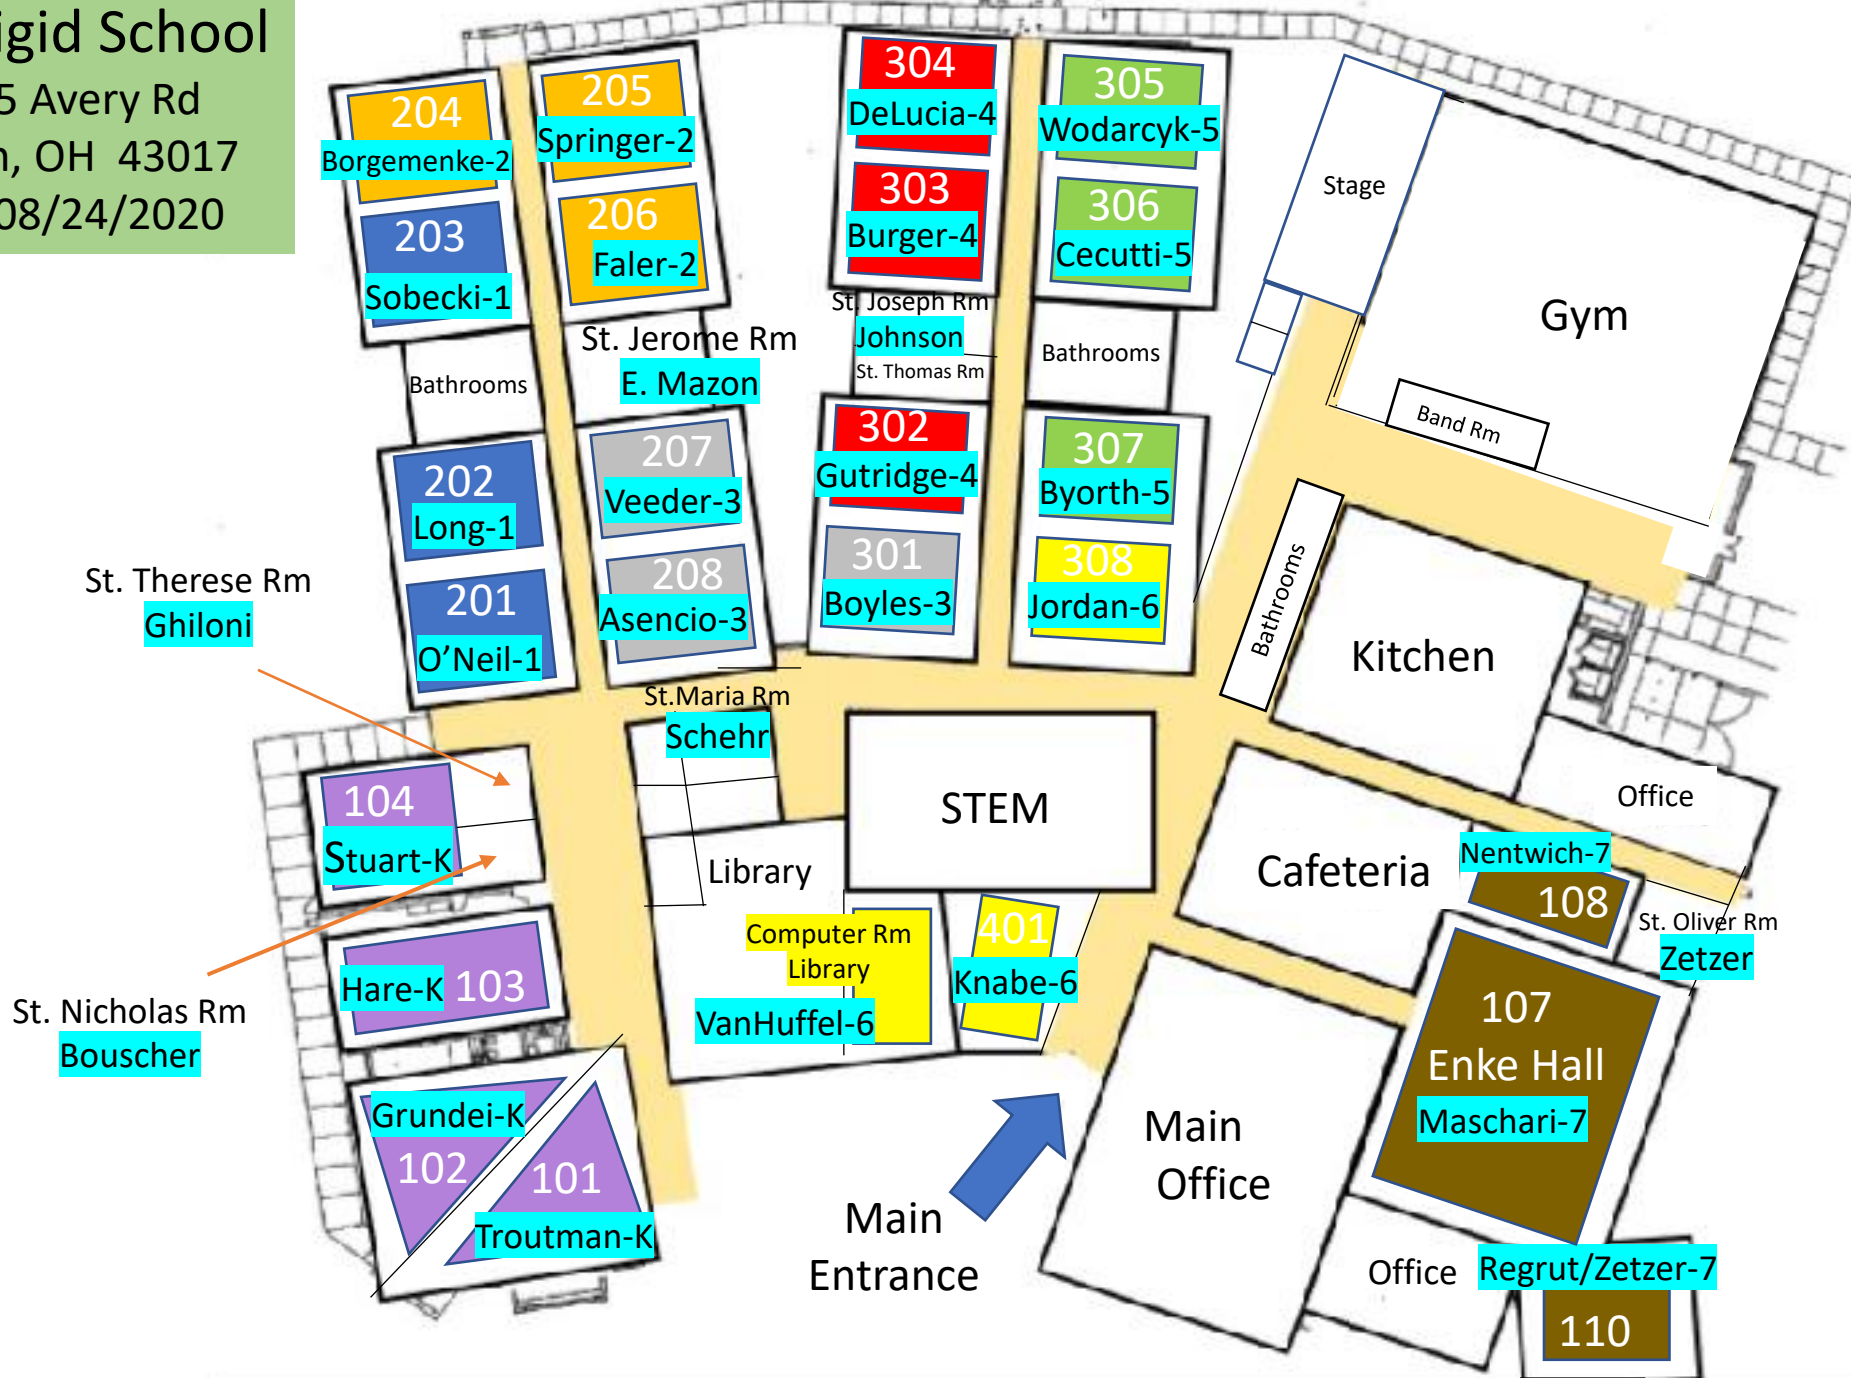 igid School
5 Avery Rd
n, OH 43017
08/24/2020
204
Borgemenke-2
203
Sobecki-1
Bathrooms
202
Long-1
201
O'Neil-1
205
Springer-2
206
Faler-2
St. Jerome Rm
E. Mazon
207
Veeder-3
208
Asencio-3
304
DeLucia-4
303
Burger-4
St. Joseph Rm
Johnson
St. Thomas Rm
302
Gutridge-4
301
Boyles-3
305
Wodarcyk-5
306
Cecutti-5
Bathrooms
307
Byorth-5
308
Jordan-6
Stage
Gym
Band Rm
Bathrooms
Kitchen
Office
St. Therese Rm
Ghiloni
St.Maria Rm
Schehr
104
Stuart-K
Hare-K 103
St. Nicholas Rm
Bouscher
Grundei-K
102
101
Troutman-K
STEM
Library
Computer Rm
Library
VanHuffel-6
401
Knabe-6
Cafeteria
Nentwich-7
108
St. Oliver Rm
Zetzer
107
Enke Hall
Maschari-7
Main
Office
Main
Entrance
Office
Regrut/Zetzer-7
110